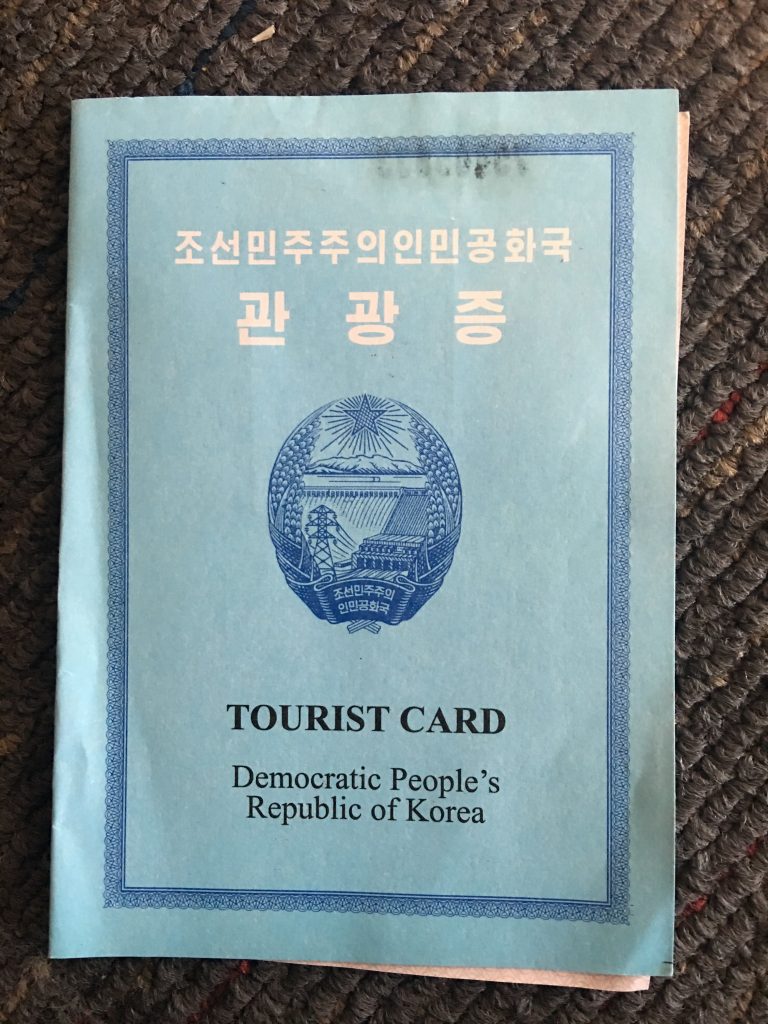 조선민주주의인민공화국
관 광 증
조선민주주의
인민공화국
TOURIST CARD
Democratic People's
Republic of Korea